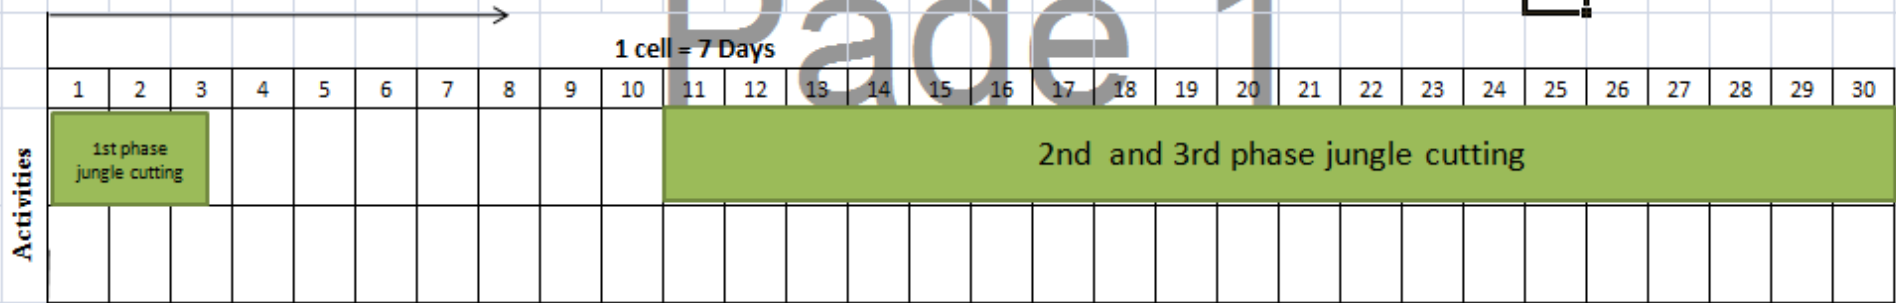 Page 1
1 cell = 7 Days
1 2 3 4 5 6 7 8 9 10 11 12 13 14 15 16 17 18 19 20 21 22 23 24 25 26 27 28 29 30
Activities
1st phase
jungle cutting
2nd and 3rd phase jungle cutting